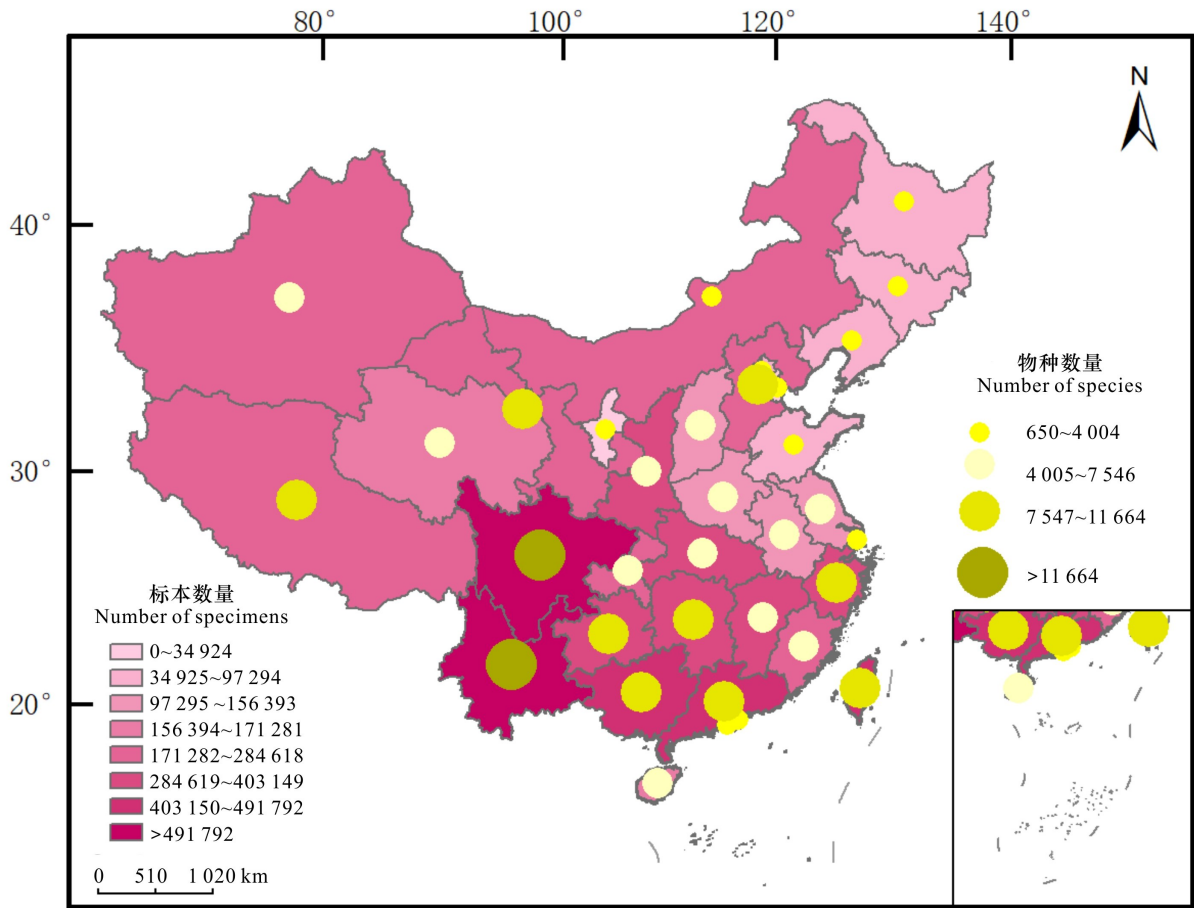 80° 100° 120° 140°
N
40°
30°
20°
物种数量
Number of species
650~4 004
4 005~7 546
7 547~11 664
>11 664
标本数量
Number of specimens
0~34 924
34 925~97 294
97 295 ~156 393
156 394~171 281
171 282~284 618
284 619~403 149
403 150~491 792
>491 792
0 510 1 020 km